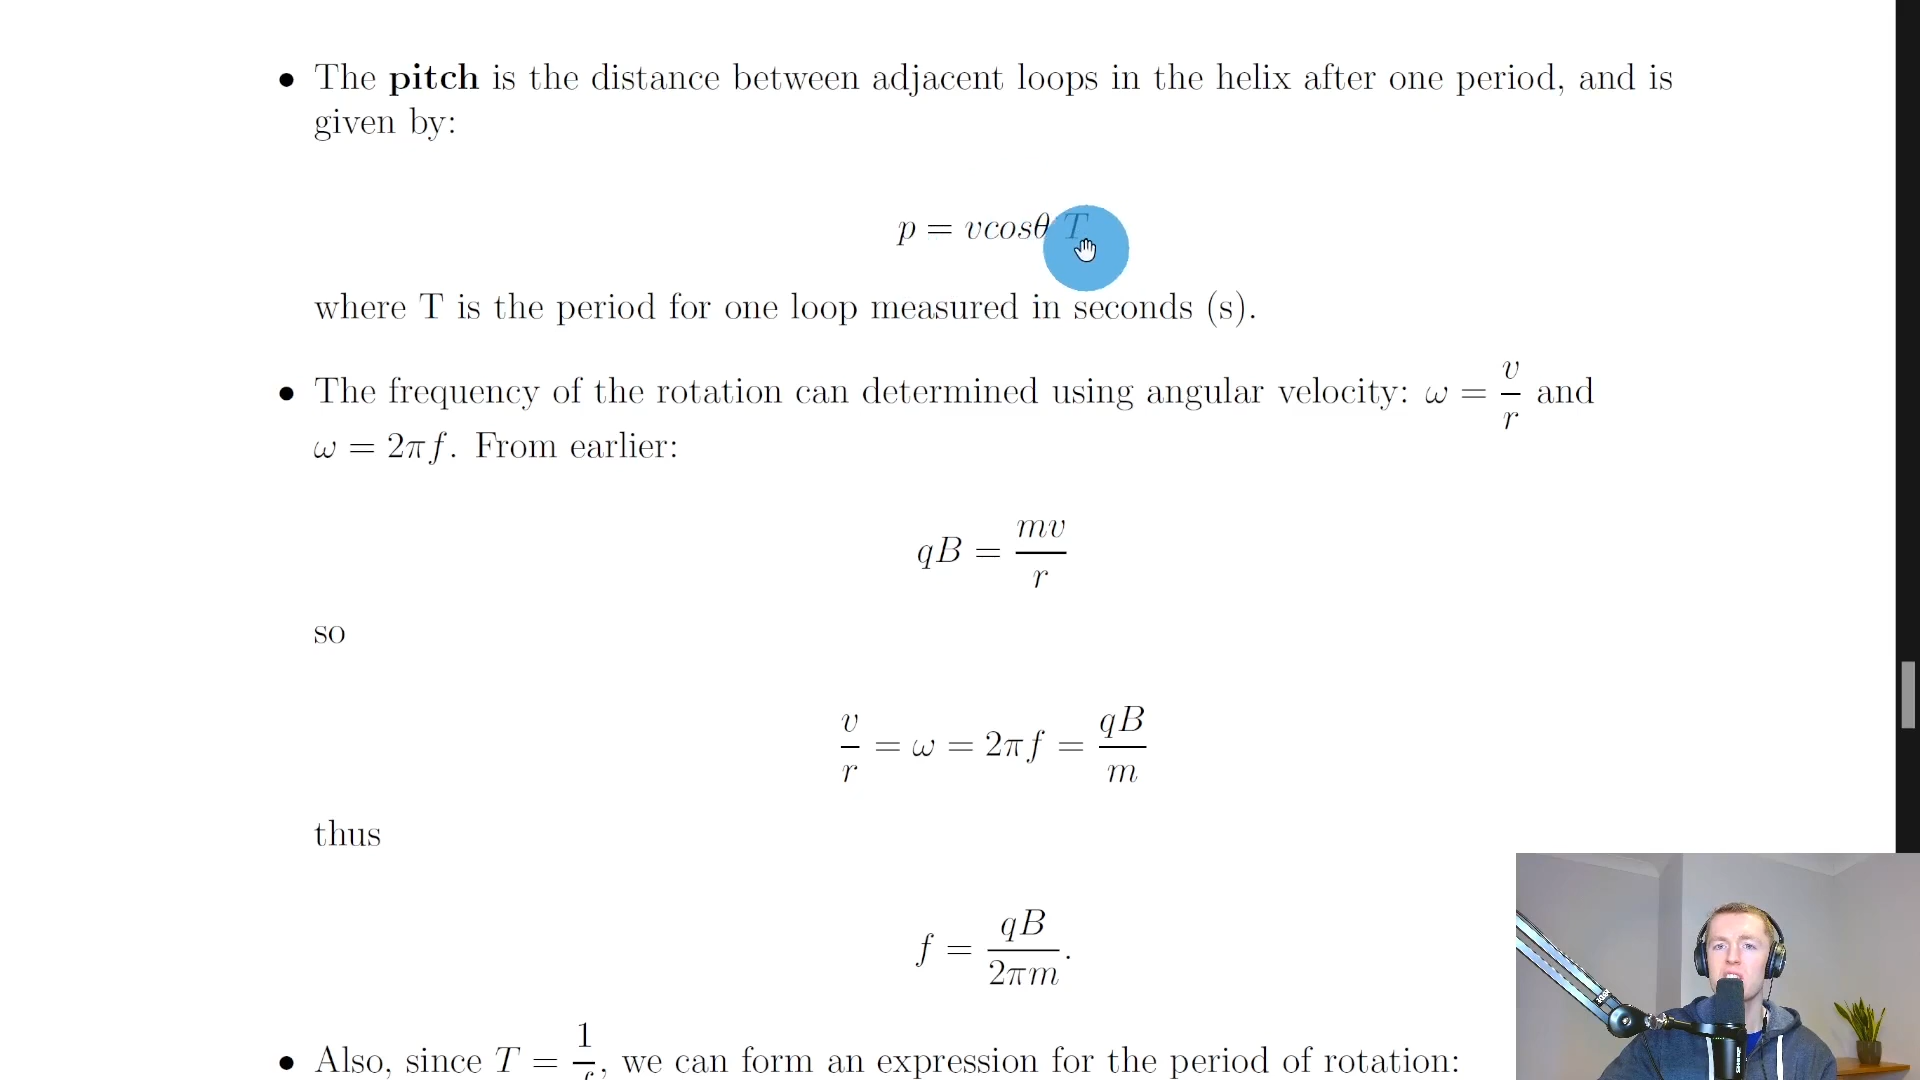 • The pitch is the distance between adjacent loops in the helix after one period, and is
given by:
p = vcosθ T
where T is the period for one loop measured in seconds (s).
• The frequency of the rotation can determined using angular velocity: ω = v/r and
ω = 2πf. From earlier:
qB = mv/r
so
v/r = ω = 2πf = qB/m
thus
f = qB/2πm.
• Also, since T = 1/f, we can form an expression for the period of rotation: